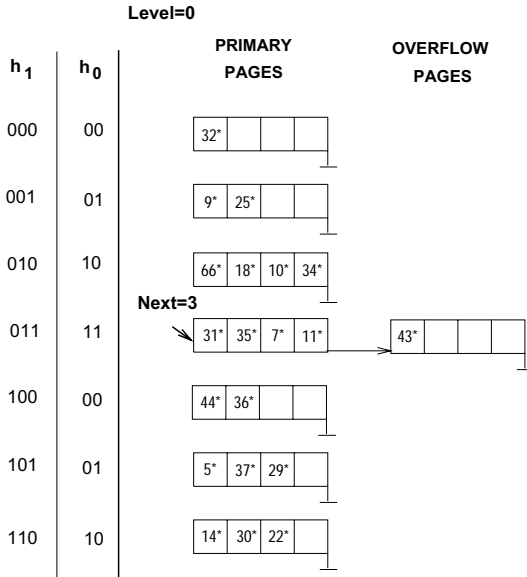 Level=0
h1 h0 PRIMARY PAGES OVERFLOW PAGES
000 00 32*
001 01 9* 25*
010 10 66* 18* 10* 34*
Next=3
011 11 31* 35* 7* 11* 43*
100 00 44* 36*
101 01 5* 37* 29*
110 10 14* 30* 22*